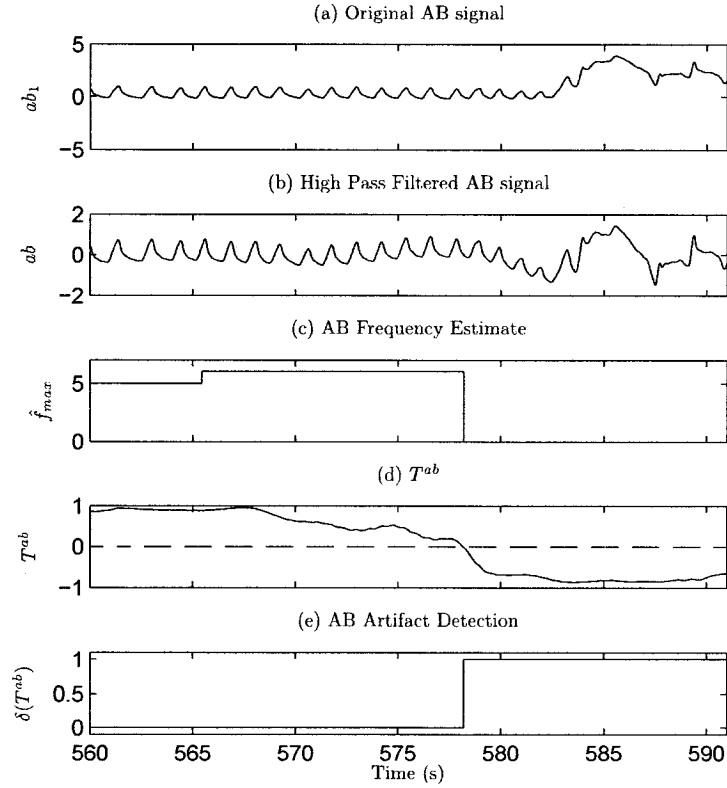 (a) Original AB signal
5
0
−5
ab₁
(b) High Pass Filtered AB signal
2
0
−2
ab
(c) AB Frequency Estimate
5
0
f̂ₘₐₓ
(d) Tᵃᵇ
1
0
−1
Tᵃᵇ
(e) AB Artifact Detection
1
0.5
0
δ(Tᵃᵇ)
560 565 570 575 580 585 590
Time (s)